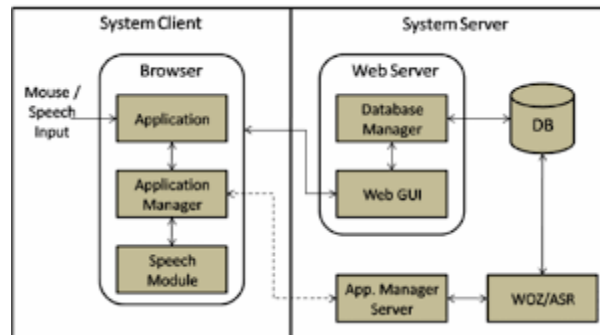 System Client
System Server
Browser
Web Server
Mouse /
Speech
Input
Application
Database
Manager
DB
Application
Manager
Web GUI
Speech
Module
App. Manager
Server
WOZ/ASR